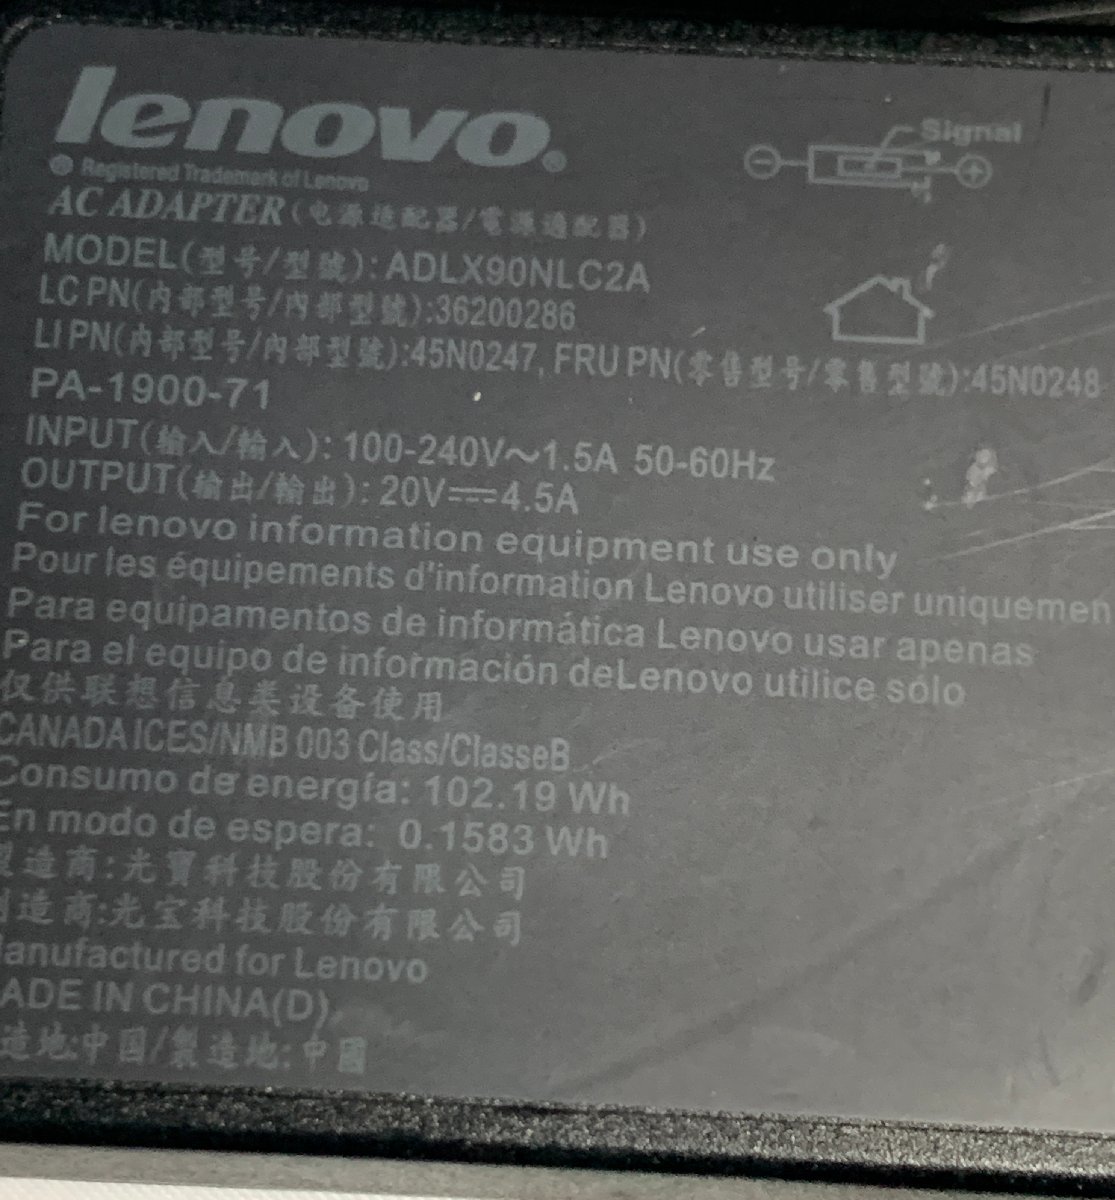 lenovo®
Signal
® Registered Trademark of Lenovo
AC ADAPTER(电源适配器/電源適配器)
MODEL(型号/型號): ADLX90NLC2A
LC PN(内部型号/內部型號):36200286
LI PN(内部型号/內部型號):45N0247, FRU PN(零售型号/零售型號):45N0248
PA-1900-71
INPUT(输入/輸入): 100-240V～1.5A 50-60Hz
OUTPUT(输出/輸出): 20V⎓4.5A
For lenovo information equipment use only
Pour les équipements d'information Lenovo utiliser uniquemen
Para equipamentos de informática Lenovo usar apenas
Para el equipo de información deLenovo utilice sólo
仅供联想信息类设备使用
CANADA ICES/NMB 003 Class/ClasseB
Consumo de energía: 102.19 Wh
En modo de espera: 0.1583 Wh
製造商:光寶科技股份有限公司
制造商:光宝科技股份有限公司
anufactured for Lenovo
ADE IN CHINA(D)
造地:中国/製造地:中國